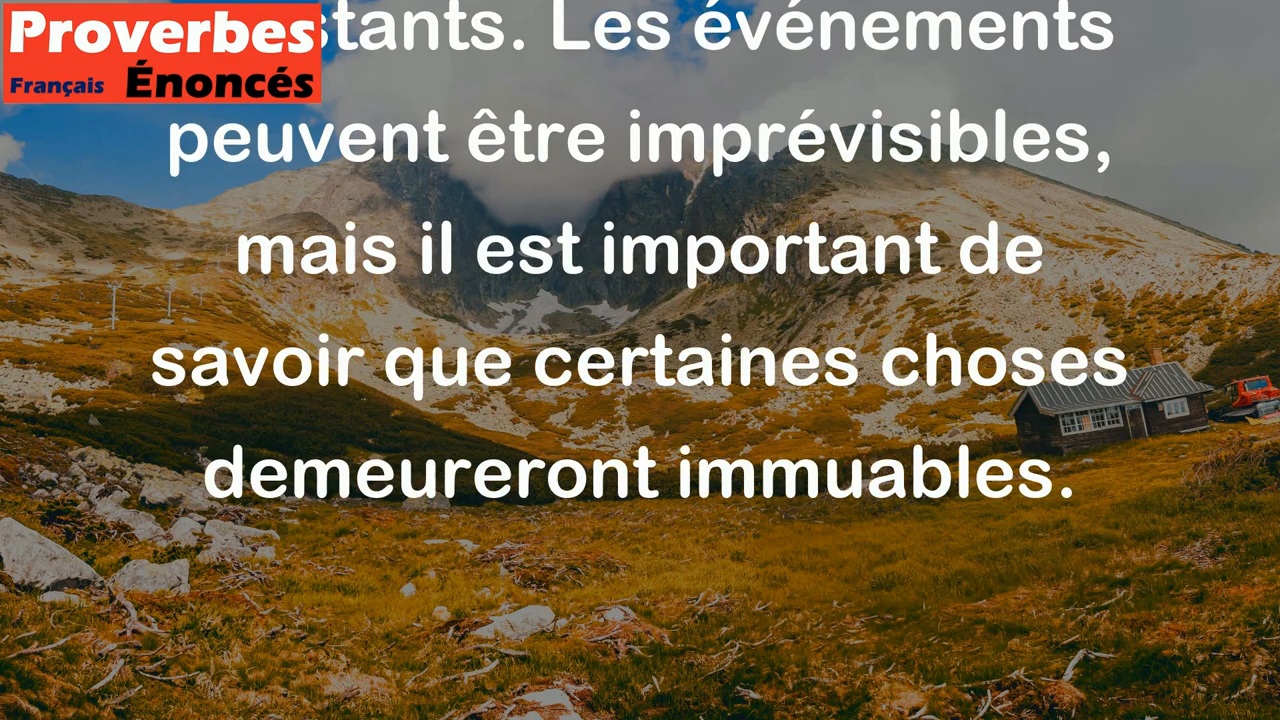 Proverbes
Français Énoncés
stants. Les événements
peuvent être imprévisibles,
mais il est important de
savoir que certaines choses
demeureront immuables.